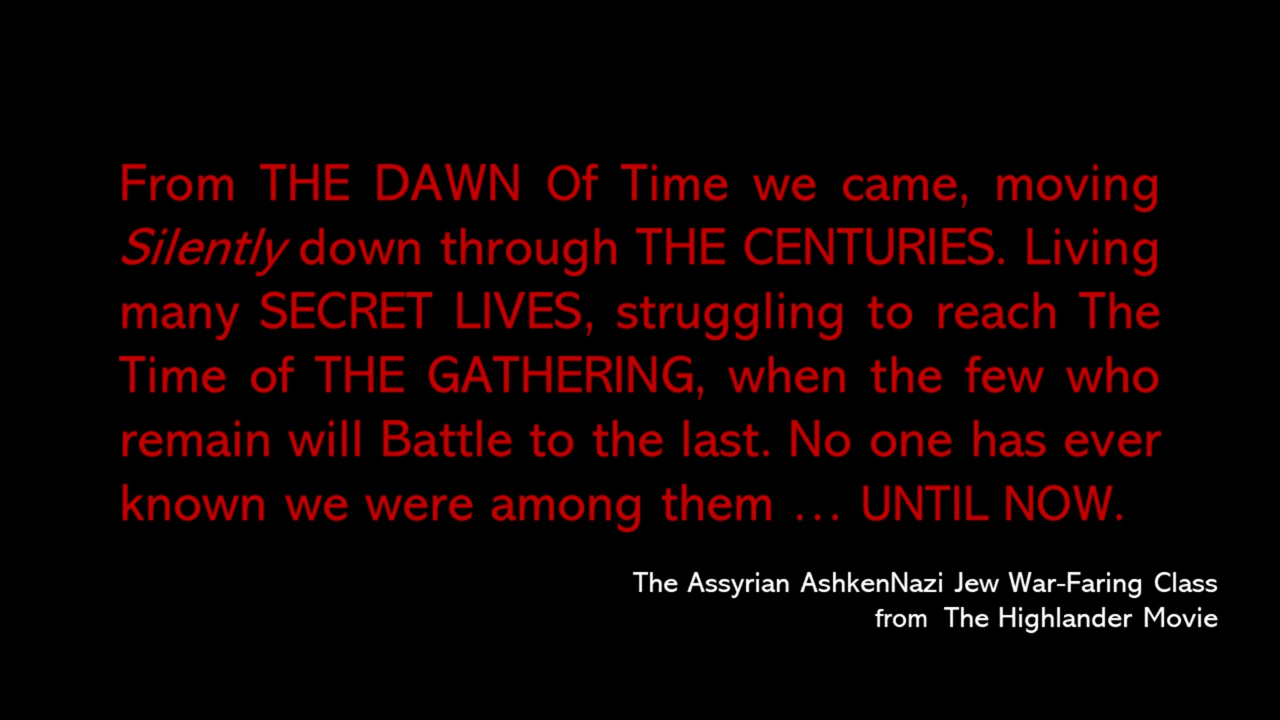 From THE DAWN Of Time we came, moving
Silently down through THE CENTURIES. Living
many SECRET LIVES, struggling to reach The
Time of THE GATHERING, when the few who
remain will Battle to the last. No one has ever
known we were among them ... UNTIL NOW.
The Assyrian AshkenNazi Jew War-Faring Class
from The Highlander Movie